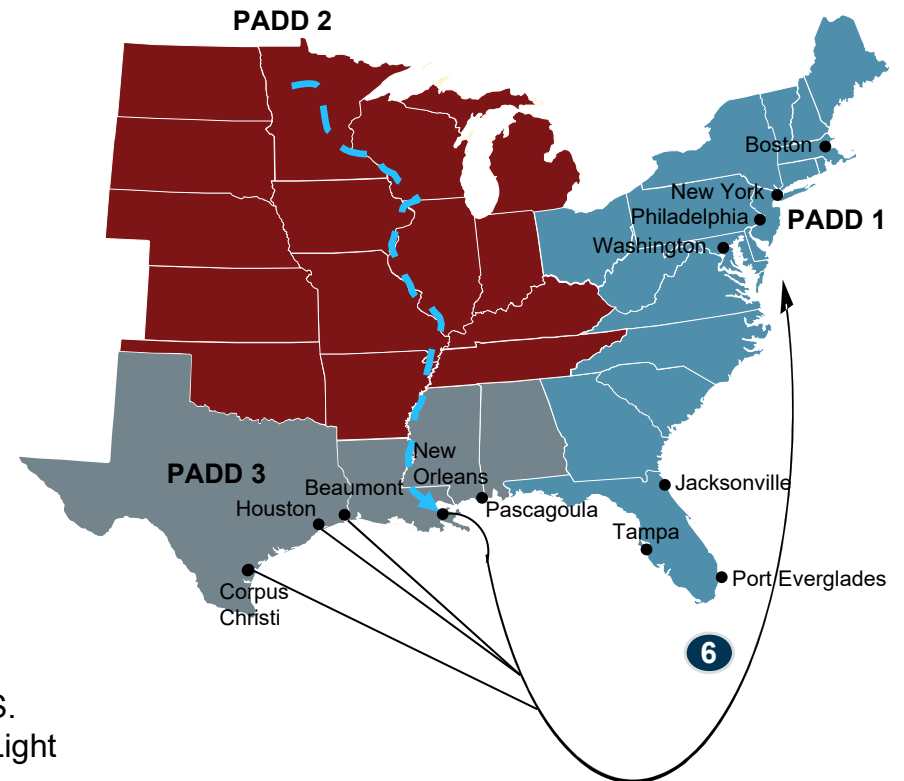 PADD 2
Boston
New York
Philadelphia
PADD 1
Washington
New
Orleans
PADD 3
Beaumont
Houston
Pascagoula
Jacksonville
Tampa
Corpus
Christi
Port Everglades
6
S.
Light